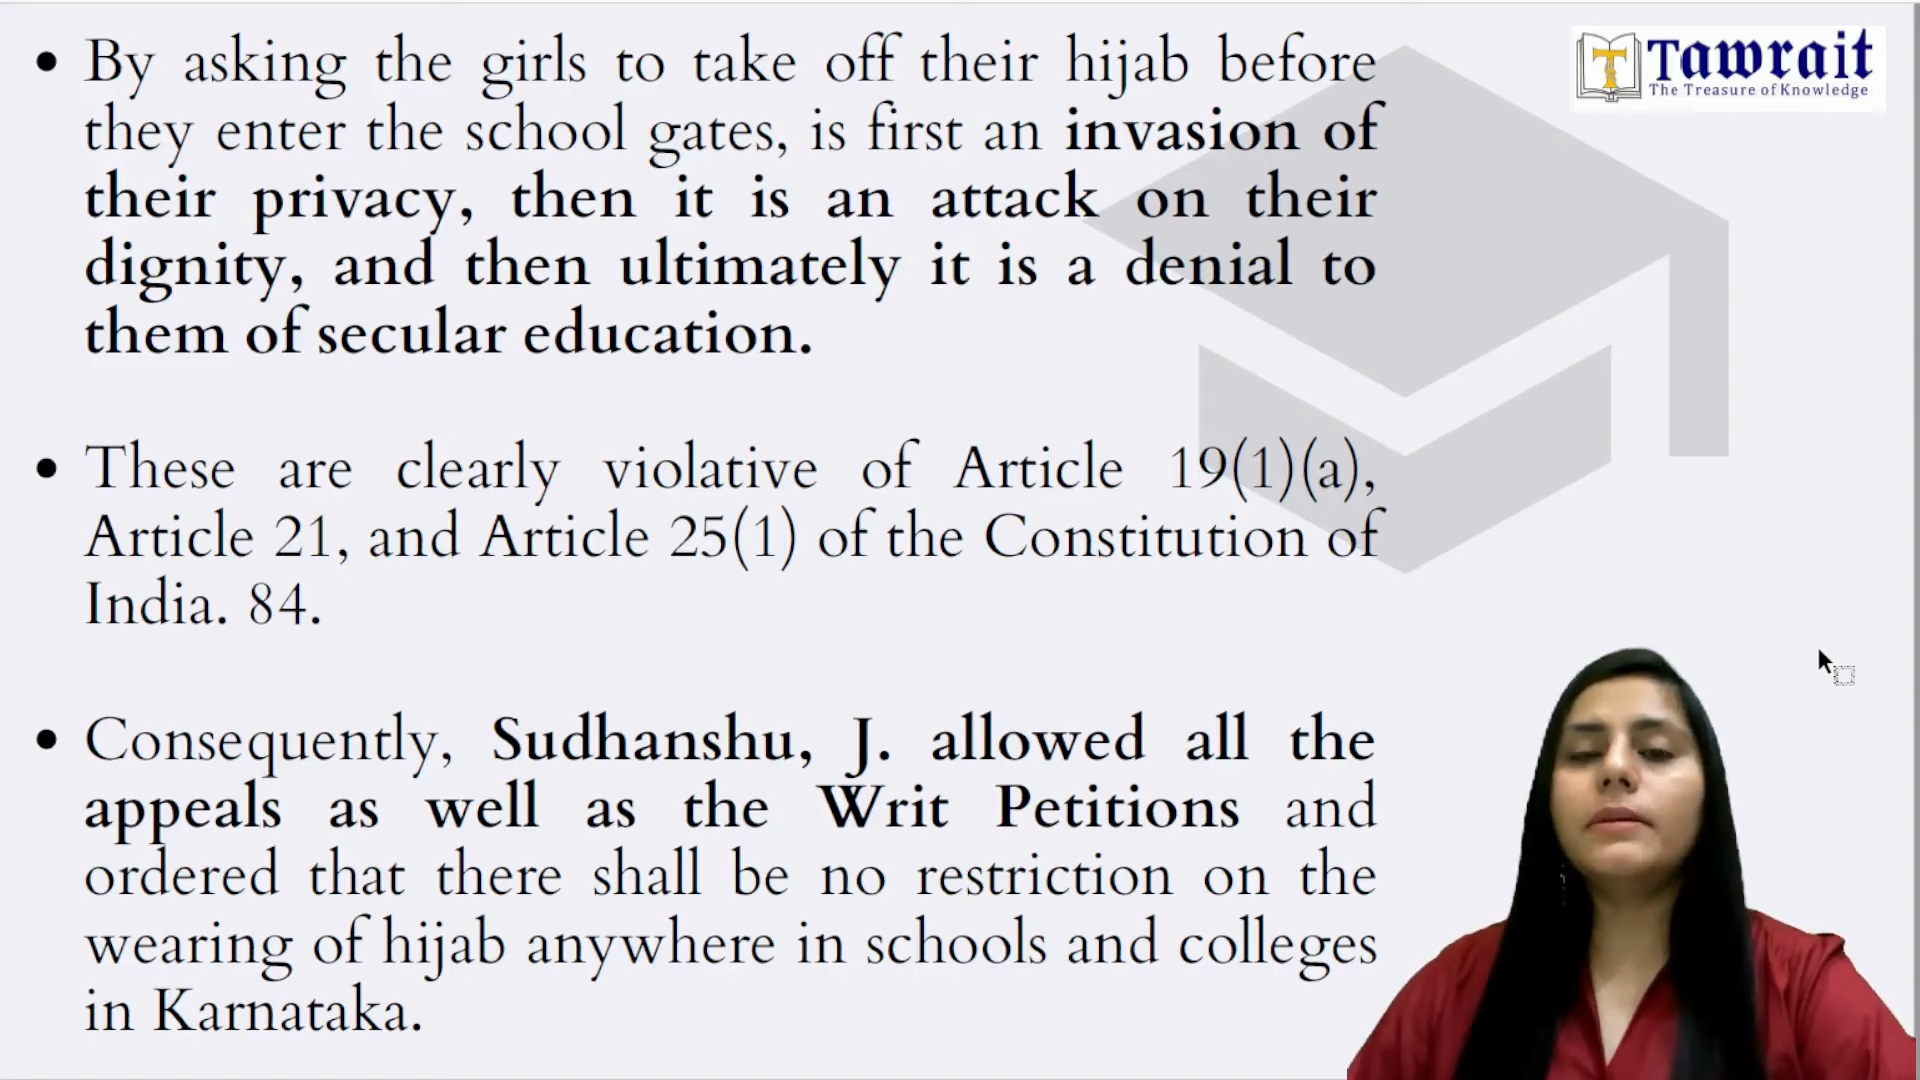 • By asking the girls to take off their hijab before
they enter the school gates, is first an invasion of
their privacy, then it is an attack on their
dignity, and then ultimately it is a denial to
them of secular education.
• These are clearly violative of Article 19(1)(a),
Article 21, and Article 25(1) of the Constitution of
India. 84.
• Consequently, Sudhanshu, J. allowed all the
appeals as well as the Writ Petitions and
ordered that there shall be no restriction on the
wearing of hijab anywhere in schools and colleges
in Karnataka.
T
Tawrait
The Treasure of Knowledge